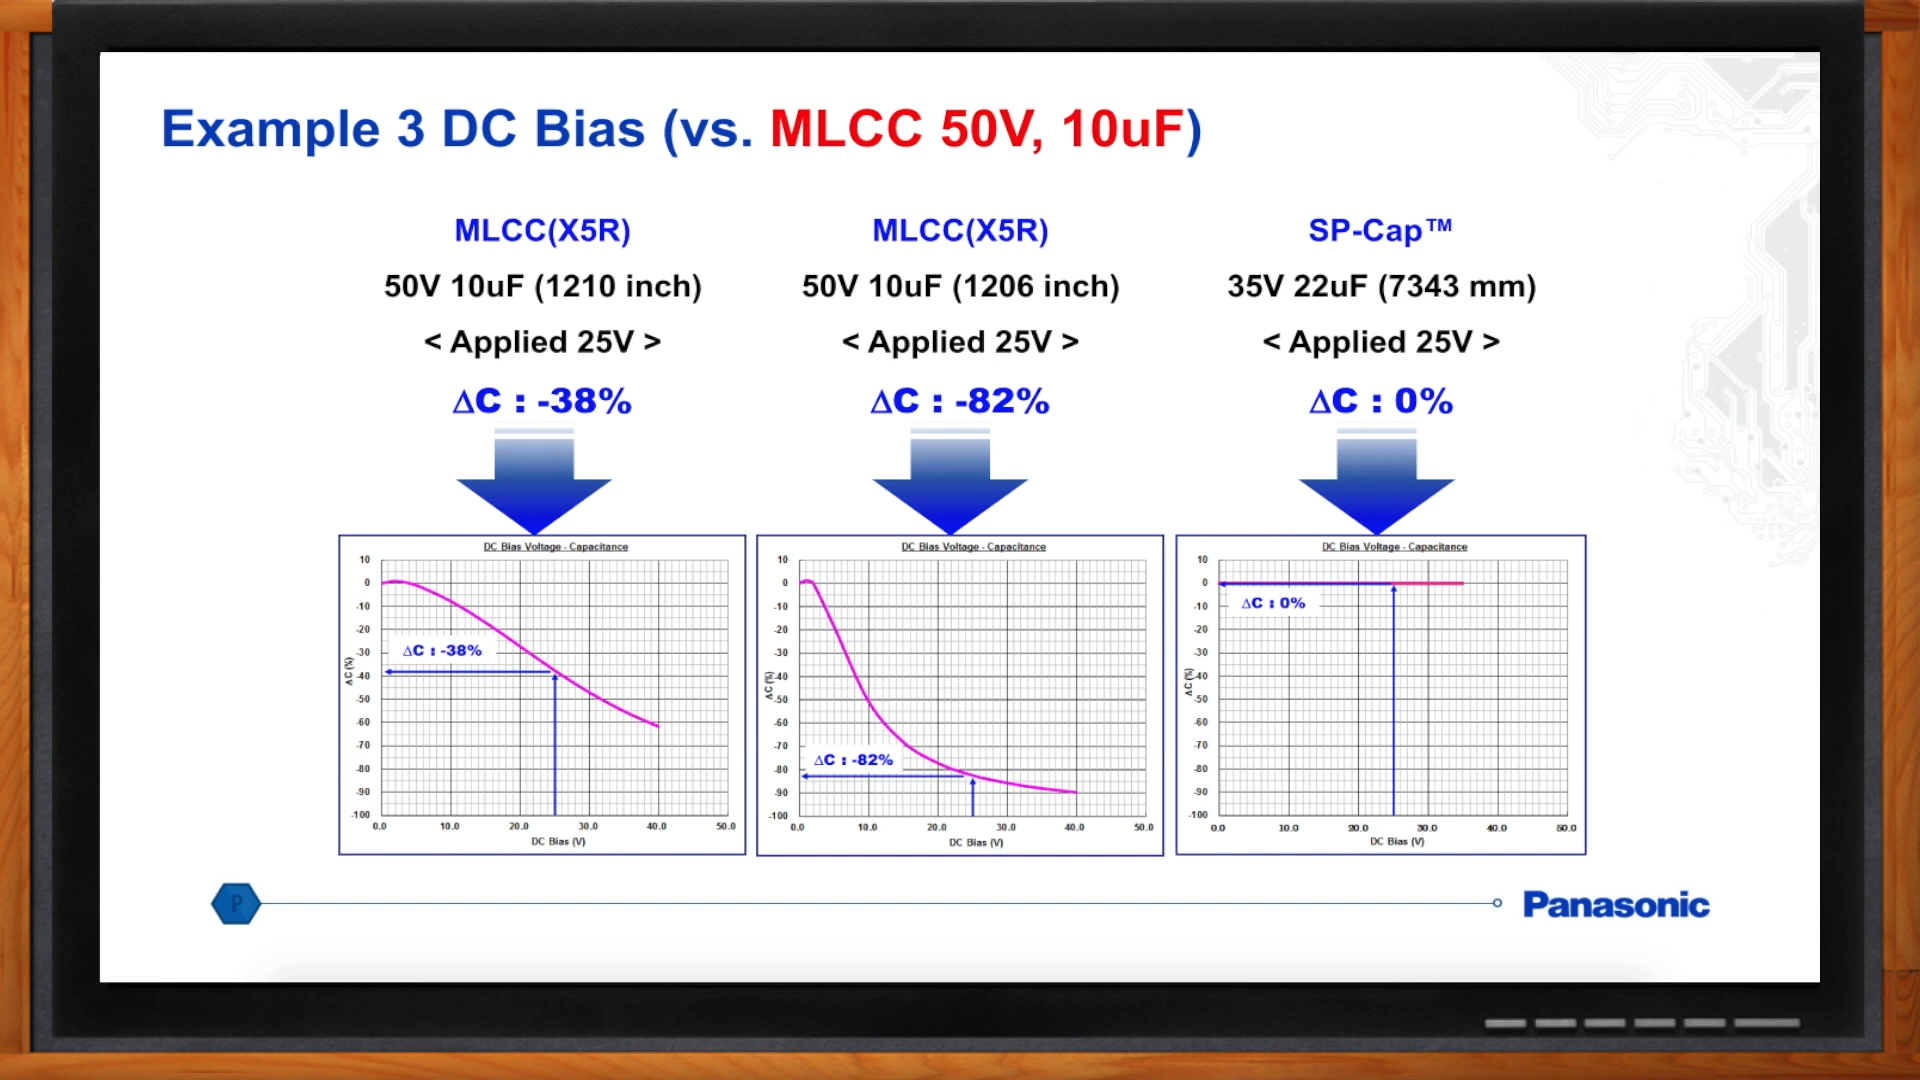 Example 3 DC Bias (vs. MLCC 50V, 10uF)
MLCC(X5R)
50V 10uF (1210 inch)
< Applied 25V >
ΔC : -38%
MLCC(X5R)
50V 10uF (1206 inch)
< Applied 25V >
ΔC : -82%
SP-Cap™
35V 22uF (7343 mm)
< Applied 25V >
ΔC : 0%
DC Bias Voltage - Capacitance
10
0
-10
-20
-30
-40
-50
-60
-70
-80
-90
-100
ΔC (%)
ΔC : -38%
0.0 10.0 20.0 30.0 40.0 50.0
DC Bias (V)
DC Bias Voltage - Capacitance
10
0
-10
-20
-30
-40
-50
-60
-70
-80
-90
-100
ΔC (%)
ΔC : -82%
0.0 10.0 20.0 30.0 40.0 50.0
DC Bias (V)
DC Bias Voltage - Capacitance
10
0
-10
-20
-30
-40
-50
-60
-70
-80
-90
-100
ΔC (%)
ΔC : 0%
0.0 10.0 20.0 30.0 40.0 50.0
DC Bias (V)
P
Panasonic